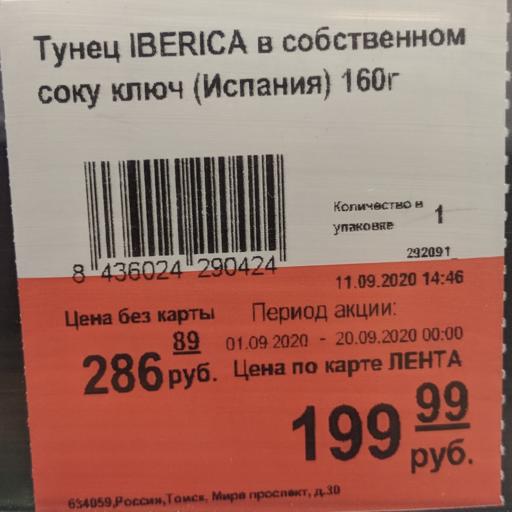 Тунец IBERICA в собственном
соку ключ (Испания) 160г
Количество в
упаковке 1
292091
8 436024 290424
11.09.2020 14:46
Цена без карты
Период акции:
286 89 руб.
01.09.2020 - 20.09.2020 00:00
Цена по карте ЛЕНТА
199 99
руб.
634059,Россия,Томск, Мира проспект, д.30